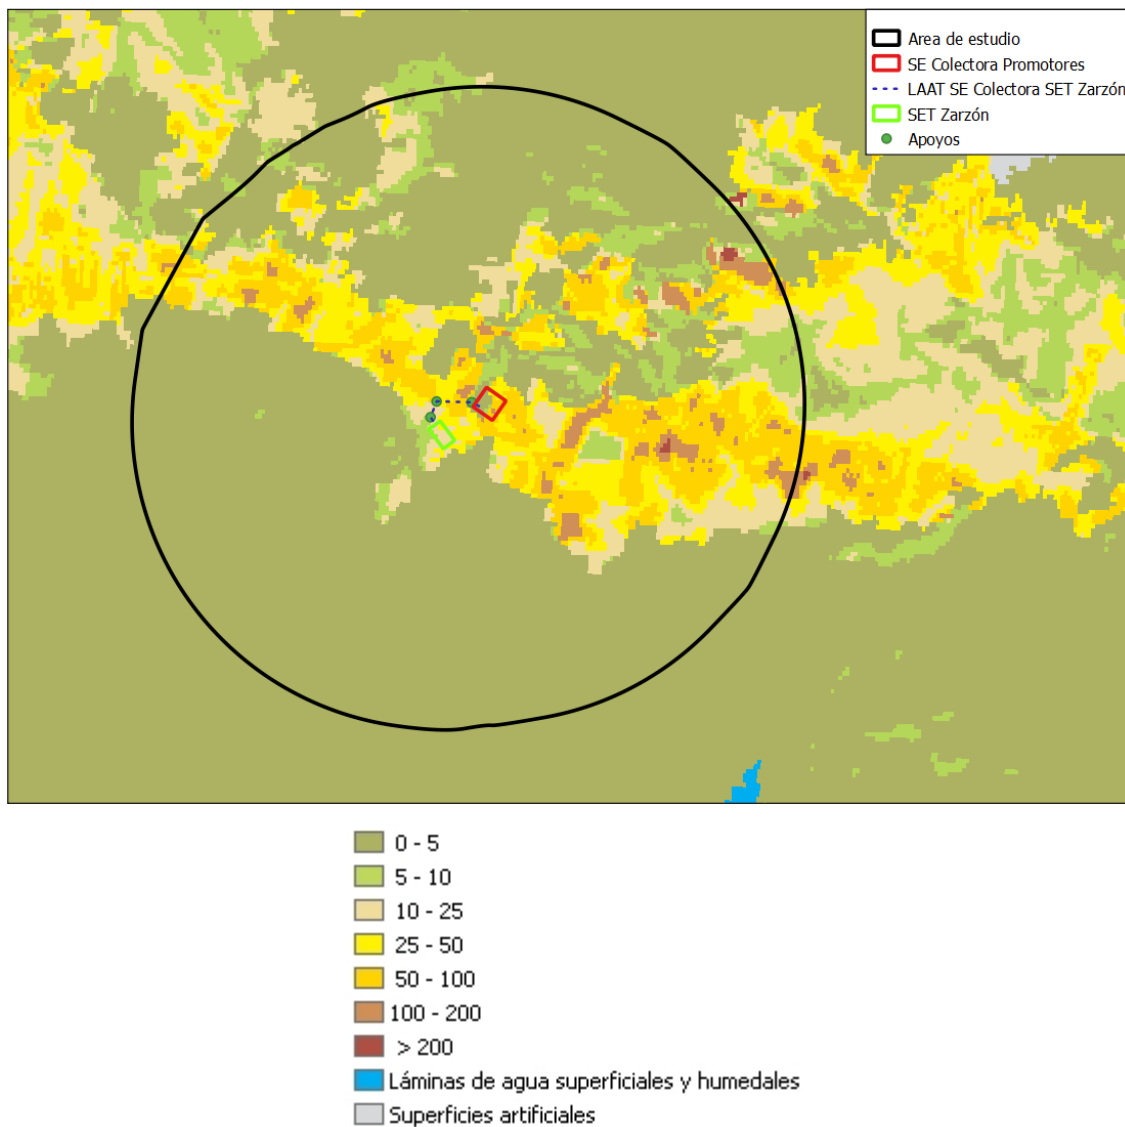 Area de estudio
SE Colectora Promotores
LAAT SE Colectora SET Zarzón
SET Zarzón
Apoyos
0 - 5
5 - 10
10 - 25
25 - 50
50 - 100
100 - 200
> 200
Láminas de agua superficiales y humedales
Superficies artificiales